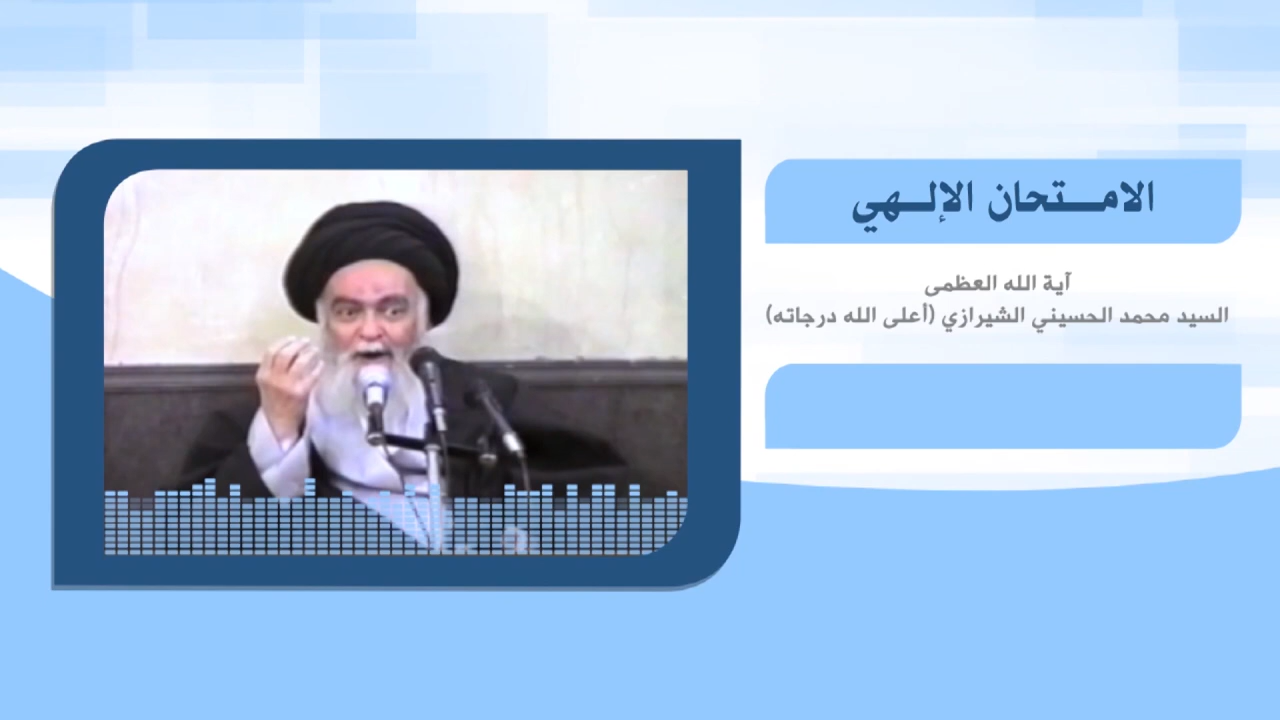 الامـــتحان الإلـــهي
آية الله العظمى
السيد محمد الحسيني الشيرازي (أعلى الله درجاته)